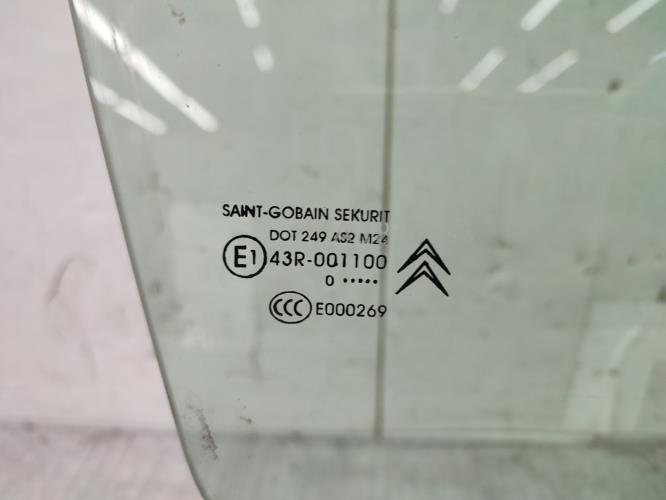 SAINT-GOBAIN SEKURIT
DOT 249 AS2 M24
E1 43R-001100
0 .....
CCC E000269